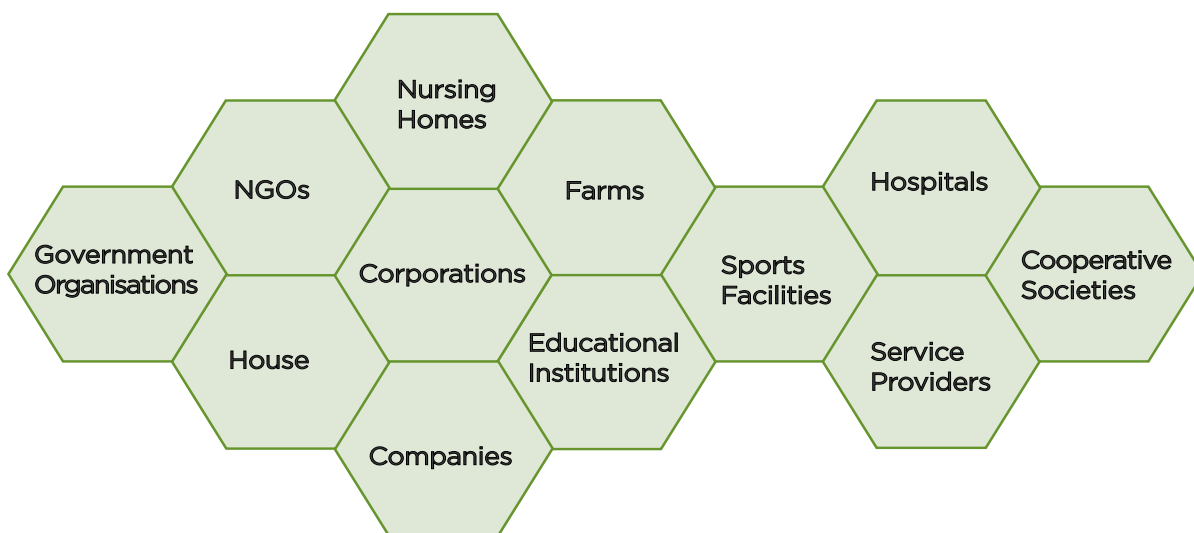 Nursing
Homes
NGOs
Farms
Hospitals
Government
Organisations
Corporations
Sports
Facilities
Cooperative
Societies
House
Educational
Institutions
Service
Providers
Companies